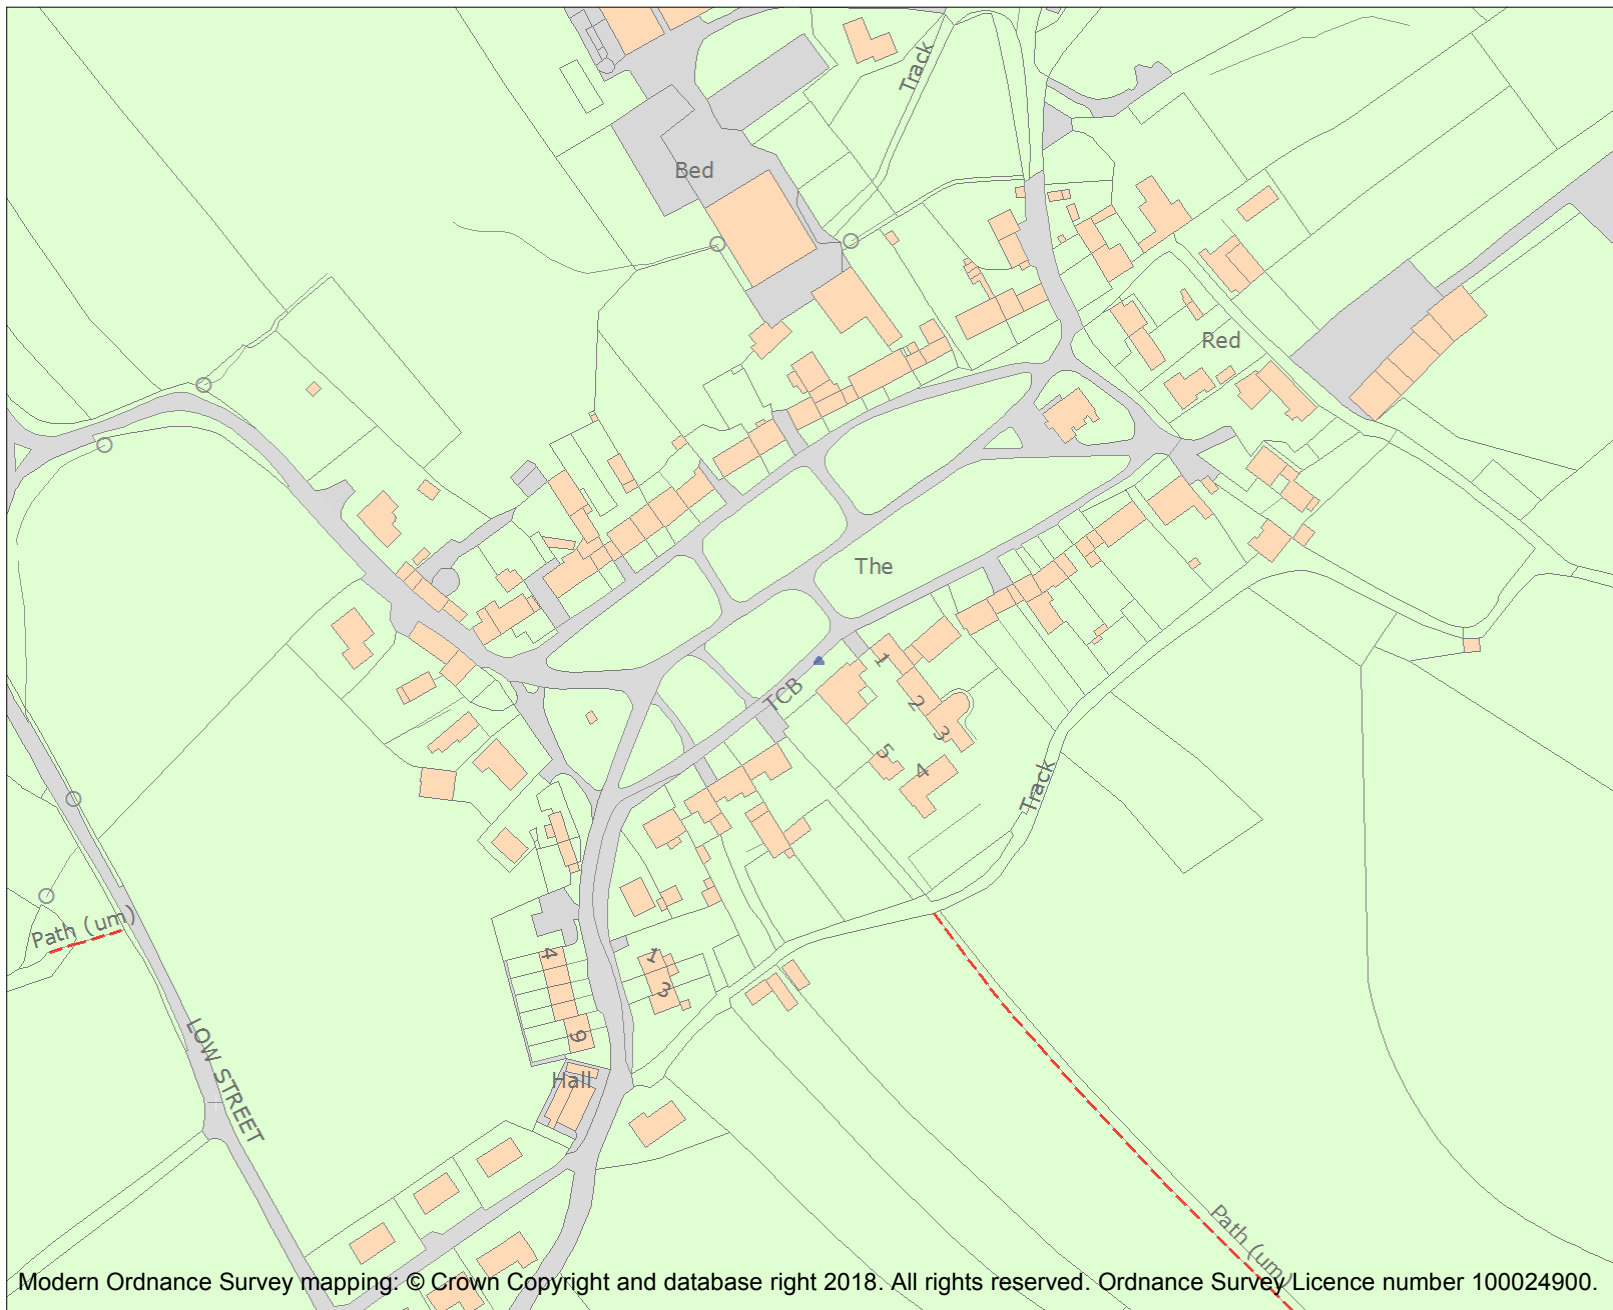 Track
Bed
Red
The
1
TCB
2
3
5
4
Track
Path (um)
4
1
3
9
LOW STREET
Hall
Path (um)
Modern Ordnance Survey mapping: © Crown Copyright and database right 2018. All rights reserved. Ordnance Survey Licence number 100024900.